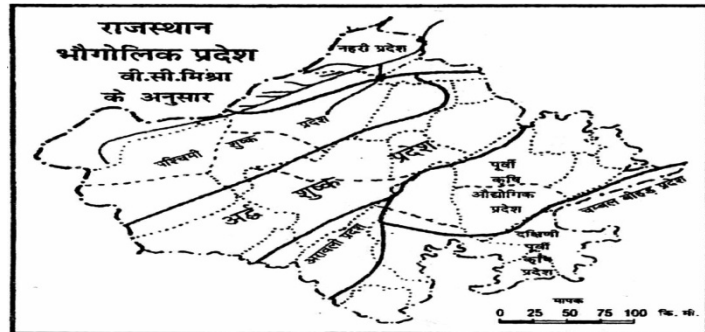 राजस्थान
भौगोलिक प्रदेश
वी.सी.मिश्रा
के अनुसार
नहरी प्रदेश
पश्चिमी शुष्क प्रदेश
अर्द्ध शुष्क प्रदेश
अरावली प्रदेश
पूर्वी
कृषि
औद्योगिक
प्रदेश
चम्बल बीहड़ प्रदेश
दक्षिणी
पूर्वी
कृषि
प्रदेश
मापक
0 25 50 75 100 कि. मी.